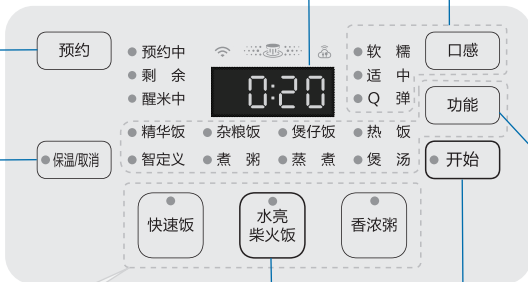 预约
预约中
剩 余
醒米中
0:20
软 糯
适 中
Q 弹
口感
功能
精华饭 杂粮饭 煲仔饭 热 饭
智定义 煮 粥 蒸 煮 煲 汤
保温/取消
开始
快速饭
水亮
柴火饭
香浓粥